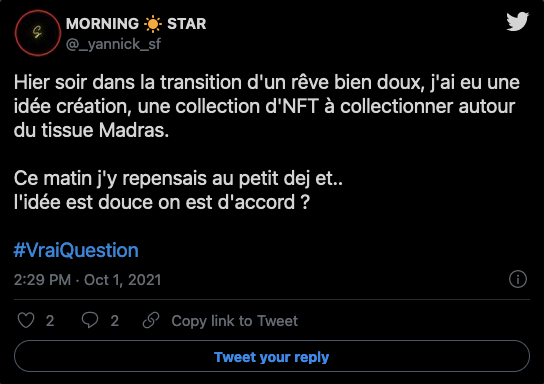 MORNING ☀️ STAR
@_yannick_sf
Hier soir dans la transition d'un rêve bien doux, j'ai eu une
idée création, une collection d'NFT à collectionner autour
du tissue Madras.
Ce matin j'y repensais au petit dej et..
l'idée est douce on est d'accord ?
#VraiQuestion
2:29 PM · Oct 1, 2021
2 2 Copy link to Tweet
Tweet your reply